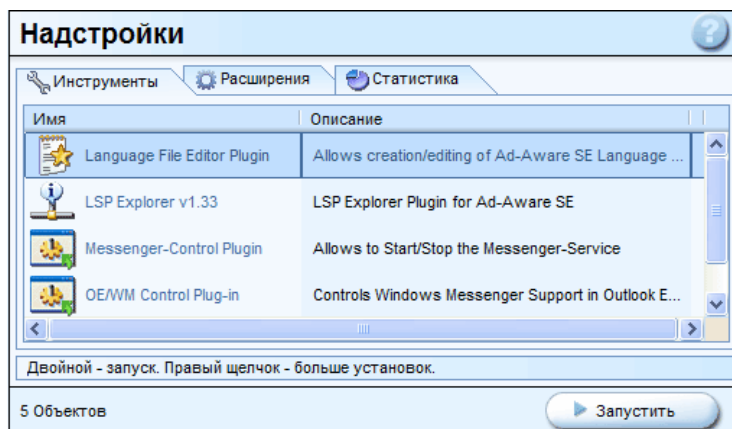 Надстройки
Инструменты Расширения Статистика
Имя Описание
Language File Editor Plugin Allows creation/editing of Ad-Aware SE Language ...
LSP Explorer v1.33 LSP Explorer Plugin for Ad-Aware SE
Messenger-Control Plugin Allows to Start/Stop the Messenger-Service
OE/WM Control Plug-in Controls Windows Messenger Support in Outlook E...
Двойной - запуск. Правый щелчок - больше установок.
5 Объектов Запустить